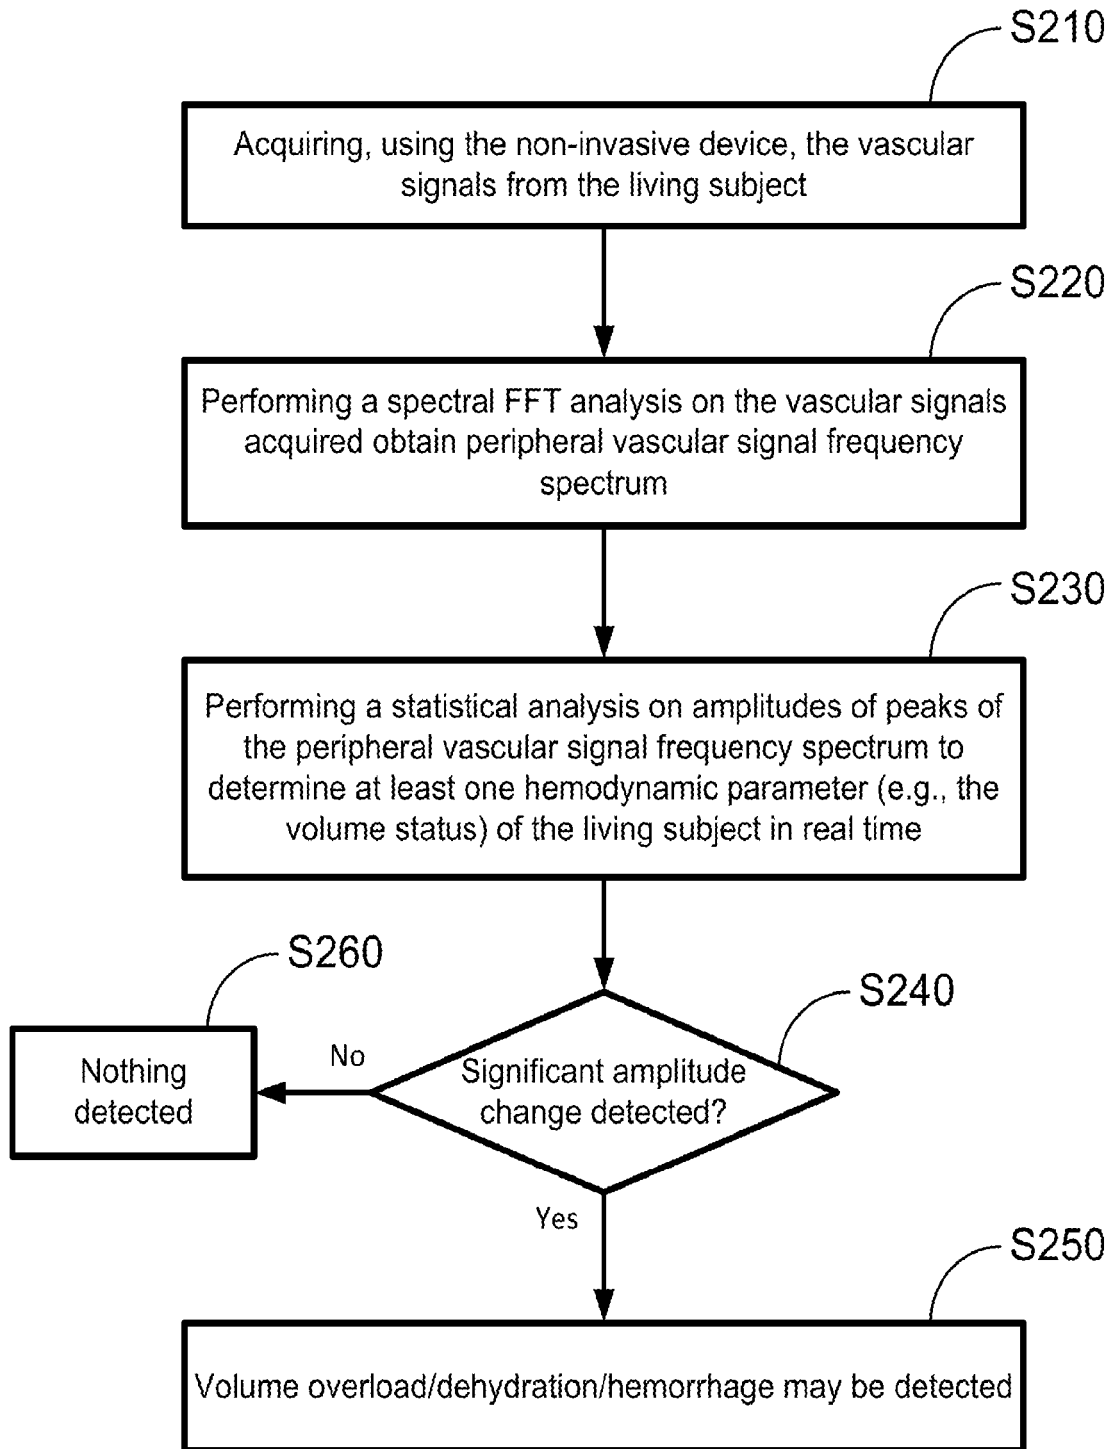 S210
Acquiring, using the non-invasive device, the vascular
signals from the living subject
S220
Performing a spectral FFT analysis on the vascular signals
acquired obtain peripheral vascular signal frequency
spectrum
S230
Performing a statistical analysis on amplitudes of peaks of
the peripheral vascular signal frequency spectrum to
determine at least one hemodynamic parameter (e.g., the
volume status) of the living subject in real time
S260
S240
Nothing
detected
No
Significant amplitude
change detected?
Yes
S250
Volume overload/dehydration/hemorrhage may be detected